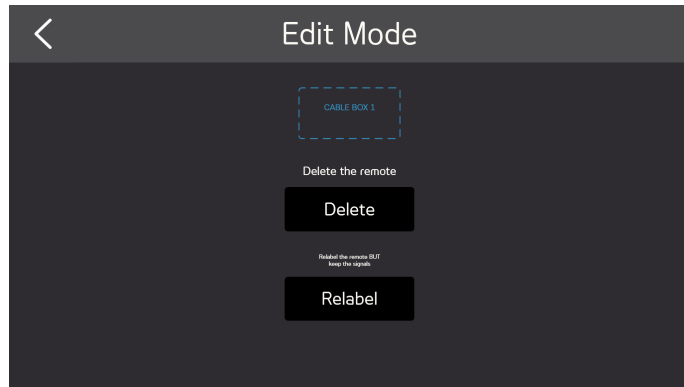 Edit Mode
CABLE BOX 1
Delete the remote
Delete
Relabel the remote BUT
keep the signals
Relabel